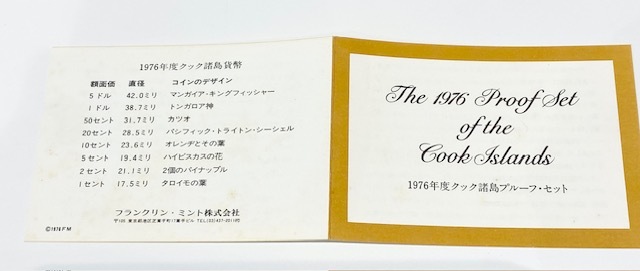 1976年度クック諸島貨幣
額面価 直径 コインのデザイン
5ドル 42.0ミリ マンガイア・キングフィッシャー
1ドル 38.7ミリ トンガロア神
50セント 31.7ミリ カツオ
20セント 28.5ミリ パシフィック・トライトン・シーシェル
10セント 23.6ミリ オレンヂとその葉
5セント 19.4ミリ ハイビスカスの花
2セント 21.1ミリ 2個のパイナップル
1セント 17.5ミリ タロイモの葉
フランクリン・ミント株式会社
〒105 東京都港区芝
TEL(03)437-
©1976 FM
The 1976 Proof Set
of the
Cook Islands
1976年度クック諸島プルーフ・セット